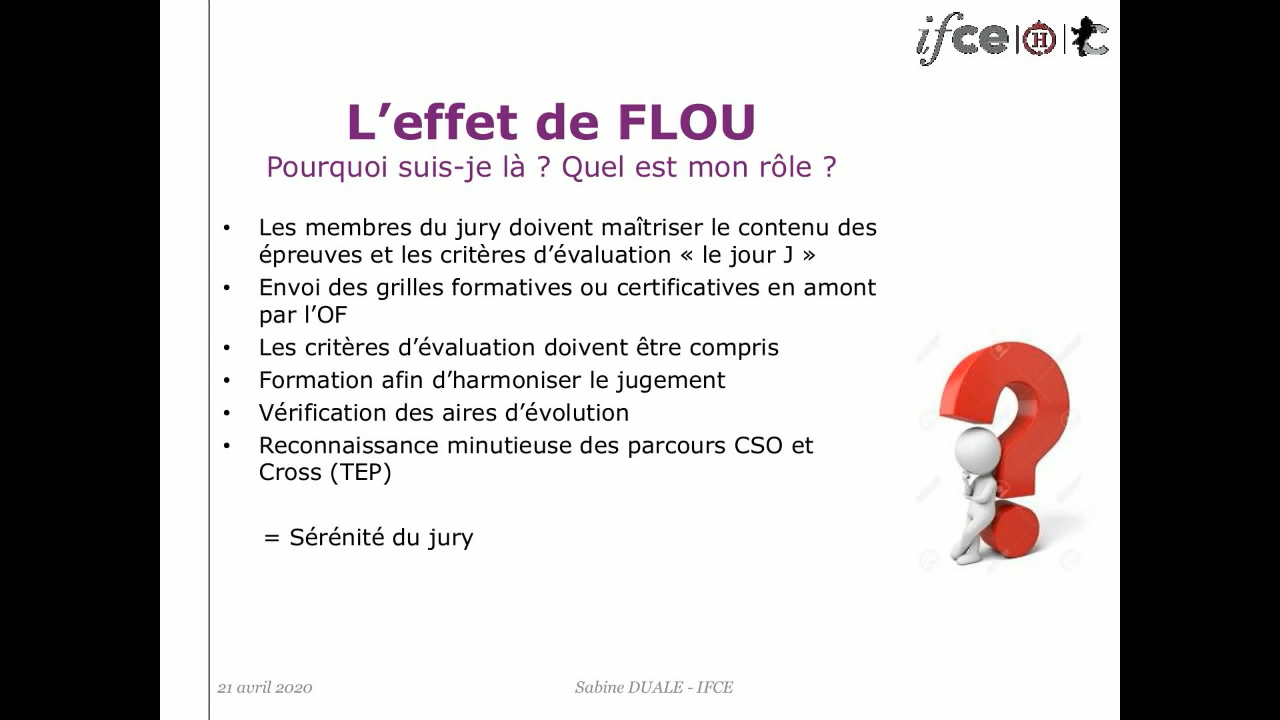 ifce | H | C
L’effet de FLOU
Pourquoi suis-je là ? Quel est mon rôle ?
• Les membres du jury doivent maîtriser le contenu des
épreuves et les critères d’évaluation « le jour J »
• Envoi des grilles formatives ou certificatives en amont
par l’OF
• Les critères d’évaluation doivent être compris
• Formation afin d’harmoniser le jugement
• Vérification des aires d’évolution
• Reconnaissance minutieuse des parcours CSO et
Cross (TEP)
= Sérénité du jury
21 avril 2020
Sabine DUALE - IFCE